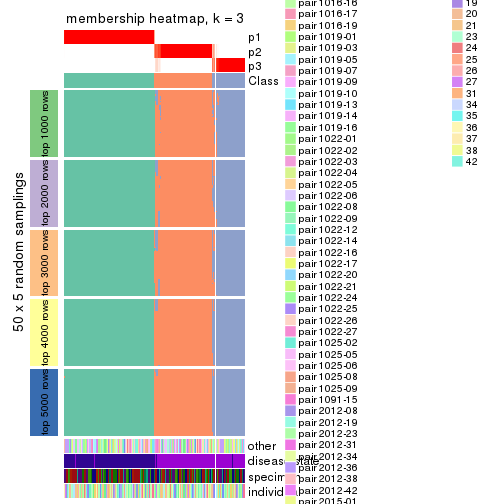 membership heatmap, k = 3
p1
p2
p3
Class
50 x 5 random samplings
top 1000 rows
top 2000 rows
top 3000 rows
top 4000 rows
top 5000 rows
other
specim
individ
pair1016-16
pair1016-17
pair1016-19
pair1019-01
pair1019-03
pair1019-05
pair1019-07
pair1019-09
pair1019-10
pair1019-13
pair1019-14
pair1019-16
pair1022-01
pair1022-02
pair1022-03
pair1022-04
pair1022-05
pair1022-06
pair1022-08
pair1022-09
pair1022-12
pair1022-14
pair1022-16
pair1022-17
pair1022-20
pair1022-21
pair1022-24
pair1022-25
pair1022-26
pair1022-27
pair1025-02
pair1025-05
pair1025-06
pair1025-08
pair1025-09
pair1091-15
pair2012-08
pair2012-19
pair2012-23
pair2012-31
pair2012-34
pair2012-36
pair2012-38
pair2012-42
pair2015-01
19
20
21
23
24
25
26
27
31
34
35
36
37
38
42